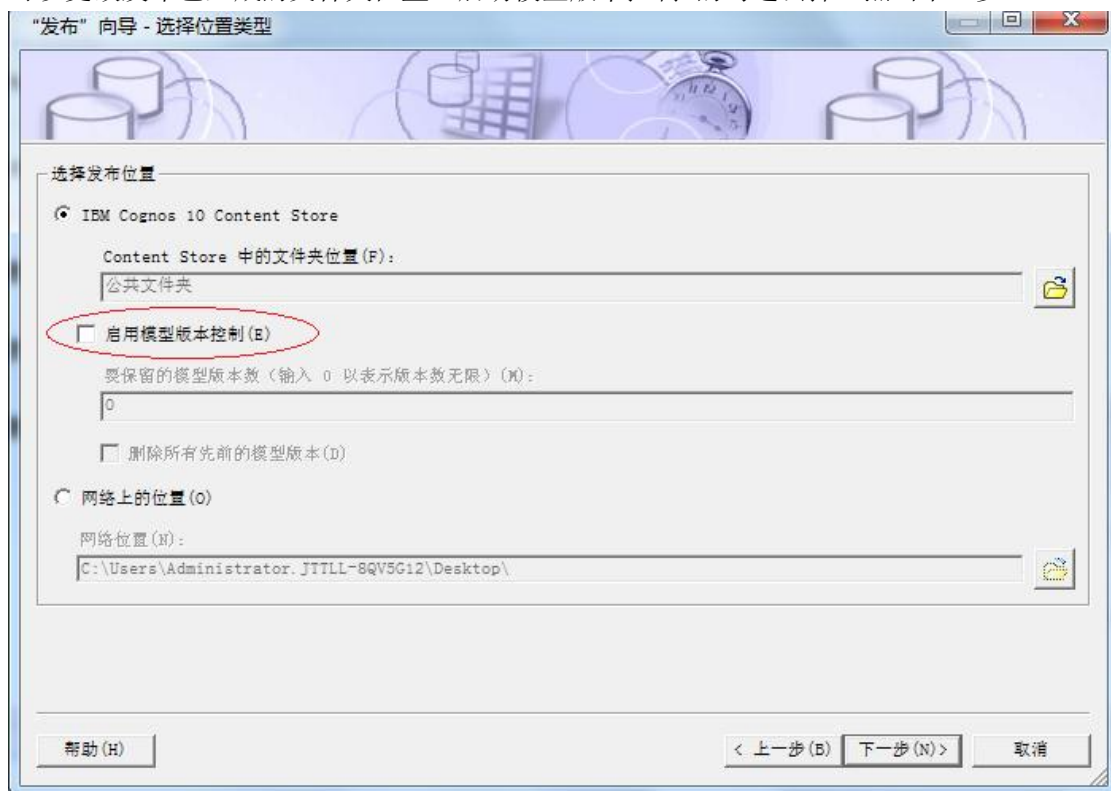 “发布” 向导 - 选择位置类型
选择发布位置
IBM Cognos 10 Content Store
Content Store 中的文件夹位置(F):
公共文件夹
启用模型版本控制(E)
要保留的模型版本数（输入 0 以表示版本数无限）(M):
0
删除所有先前的模型版本(D)
网络上的位置(O)
网络位置(N):
C:\Users\Administrator.JTTLL-8QV5G12\Desktop\
帮助(H)
< 上一步(B) 下一步(N)> 取消